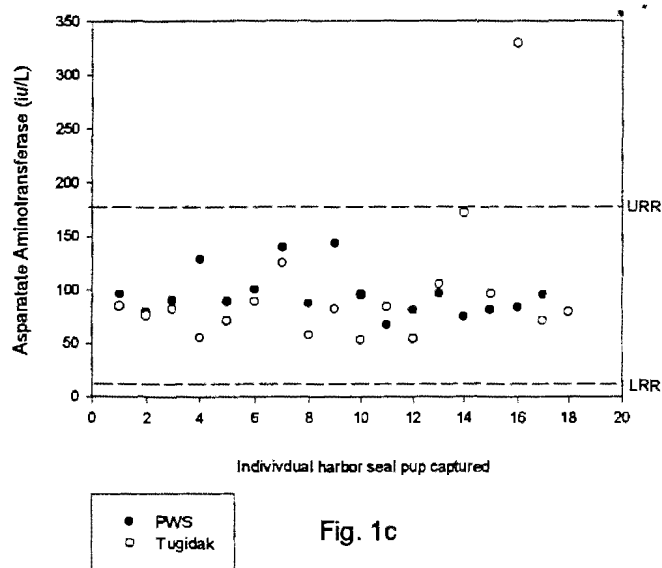 350
300
250
200
150
100
50
0
Asparatate Aminotransferase (iu/L)
URR
LRR
0 2 4 6 8 10 12 14 16 18 20
Indivivdual harbor seal pup captured
PWS
Tugidak
Fig. 1c